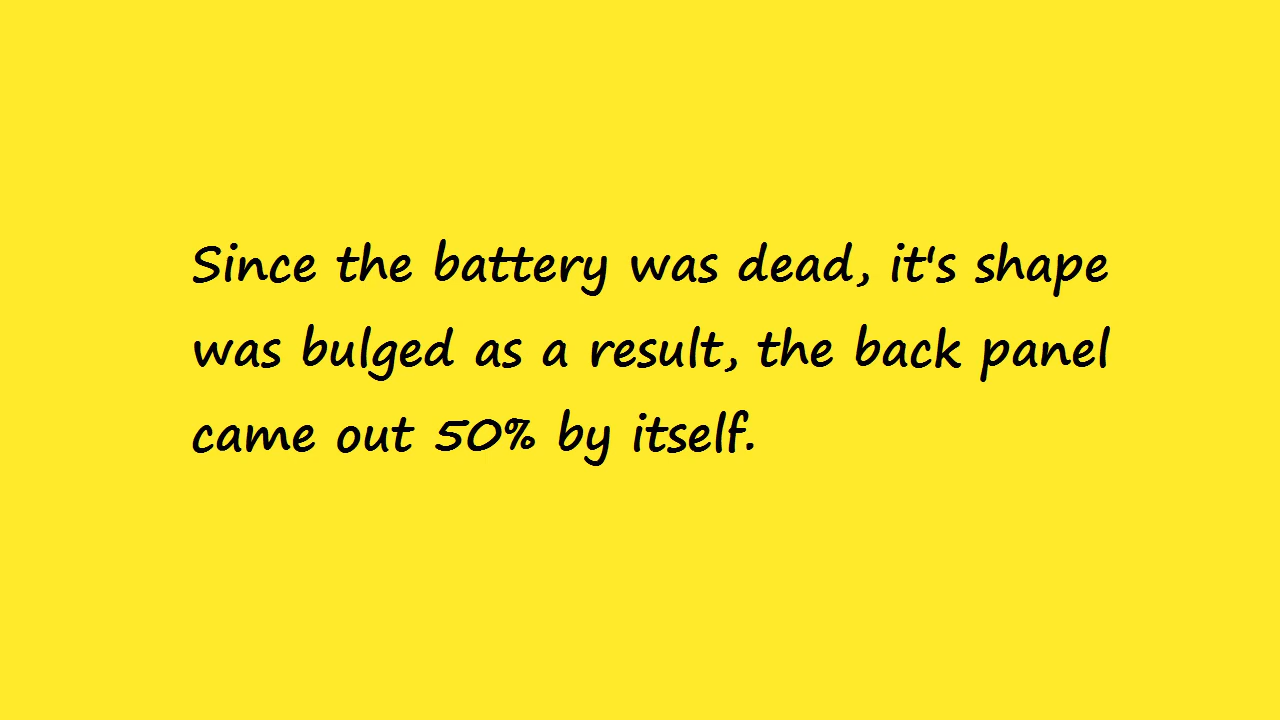 Since the battery was dead, it's shape
was bulged as a result, the back panel
came out 50% by itself.